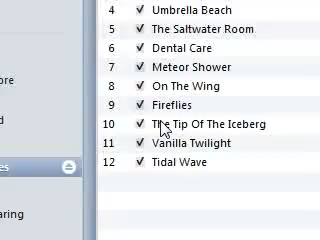 4 Umbrella Beach
5 The Saltwater Room
6 Dental Care
ore
7 Meteor Shower
8 On The Wing
9 Fireflies
d
10 The Tip Of The Iceberg
11 Vanilla Twilight
es
12 Tidal Wave
aring